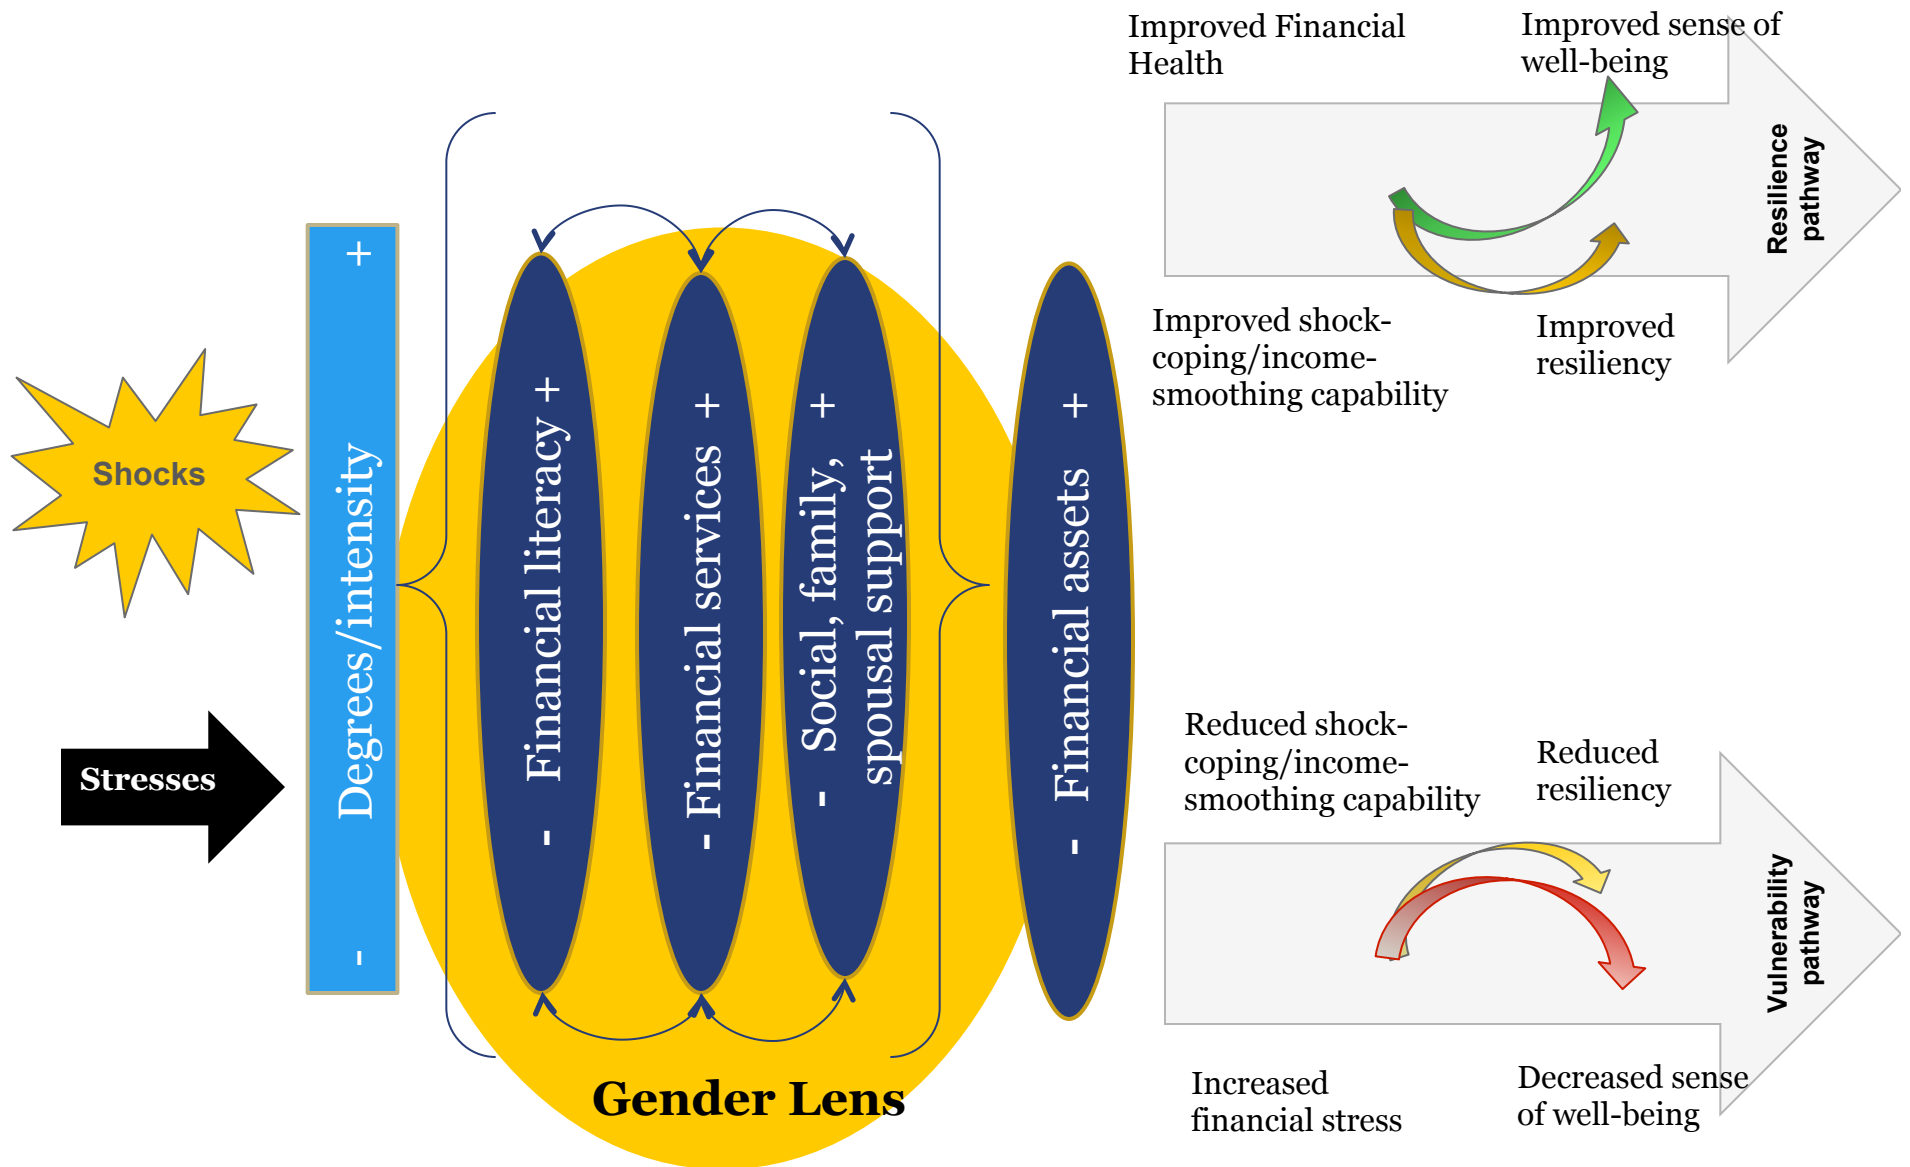 Shocks
Stresses
- Degrees/intensity +
- Financial literacy +
- Financial services +
- Social, family, +
spousal support
- Financial assets +
Gender Lens
Improved Financial
Health
Improved sense of
well-being
Improved shock-
coping/income-
smoothing capability
Improved
resiliency
Resilience
pathway
Reduced shock-
coping/income-
smoothing capability
Reduced
resiliency
Increased
financial stress
Decreased sense
of well-being
Vulnerability
pathway